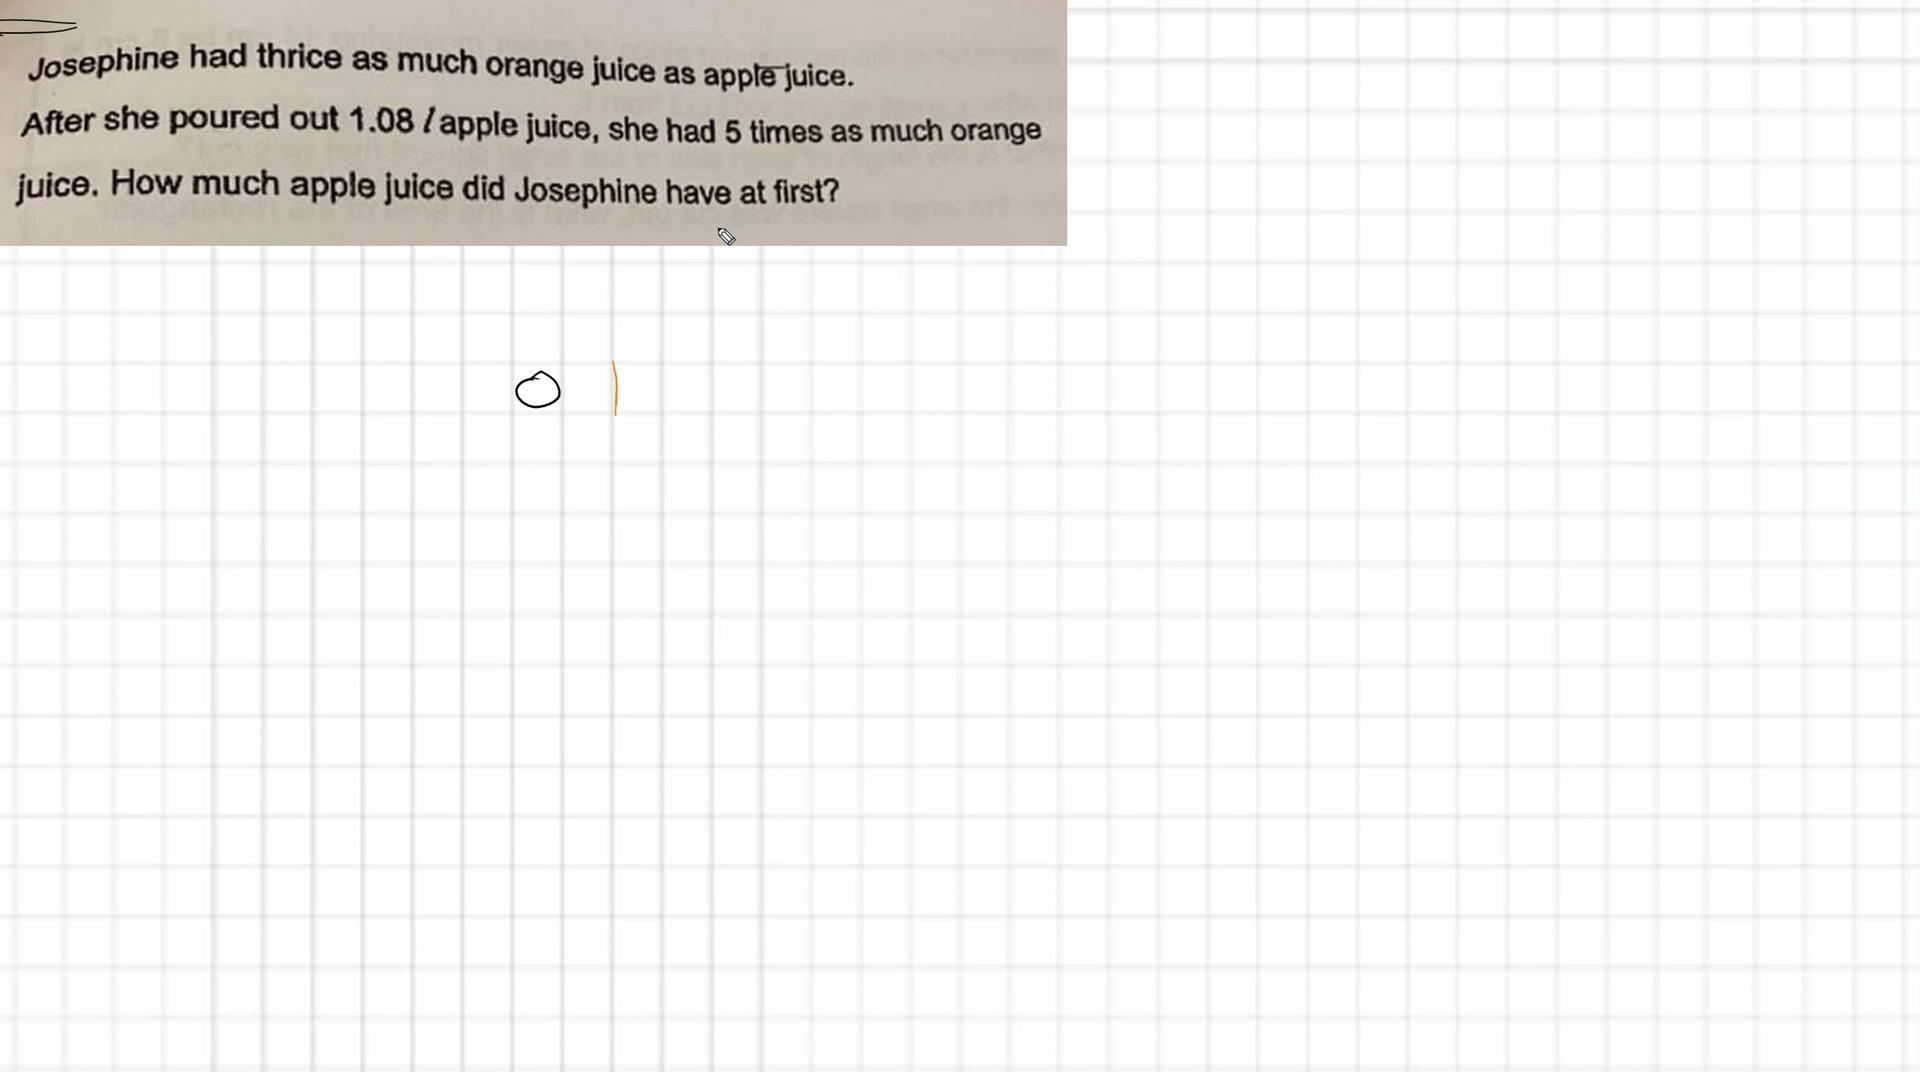 Josephine had thrice as much orange juice as apple juice.
After she poured out 1.08 l apple juice, she had 5 times as much orange
juice. How much apple juice did Josephine have at first?
O